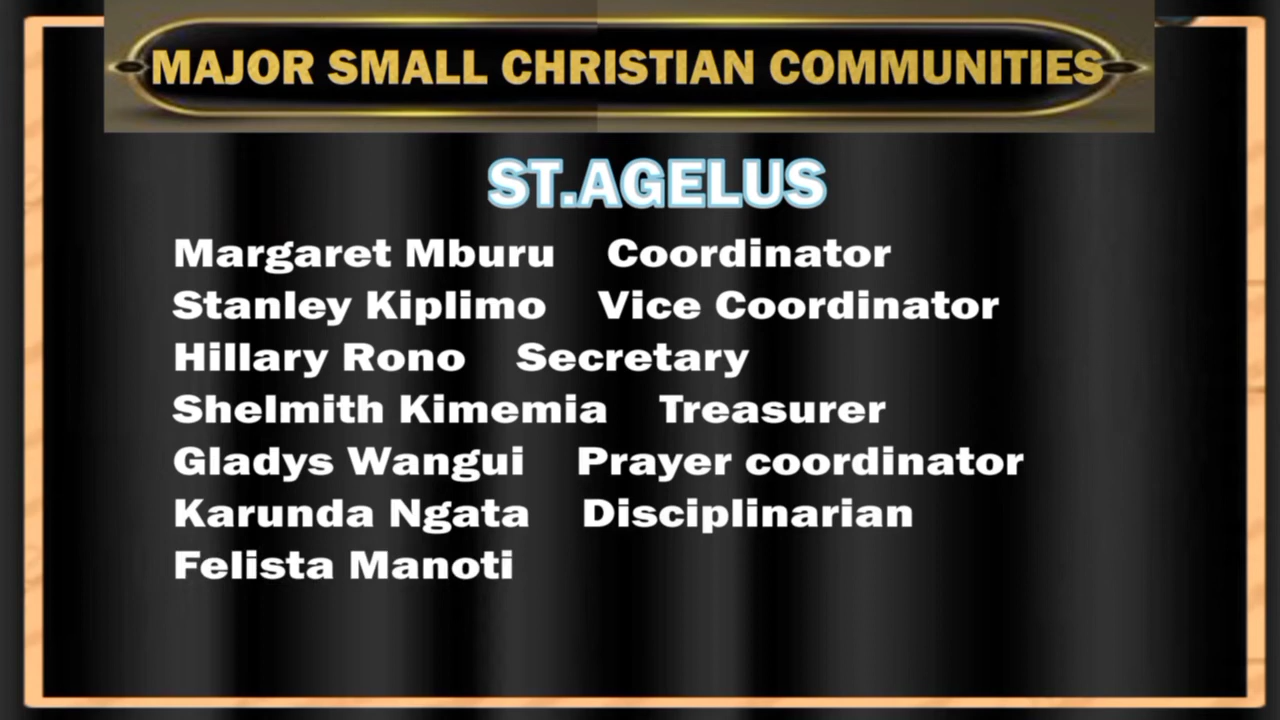 MAJOR SMALL CHRISTIAN COMMUNITIES
ST.AGELUS
Margaret Mburu Coordinator
Stanley Kiplimo Vice Coordinator
Hillary Rono Secretary
Shelmith Kimemia Treasurer
Gladys Wangui Prayer coordinator
Karunda Ngata Disciplinarian
Felista Manoti